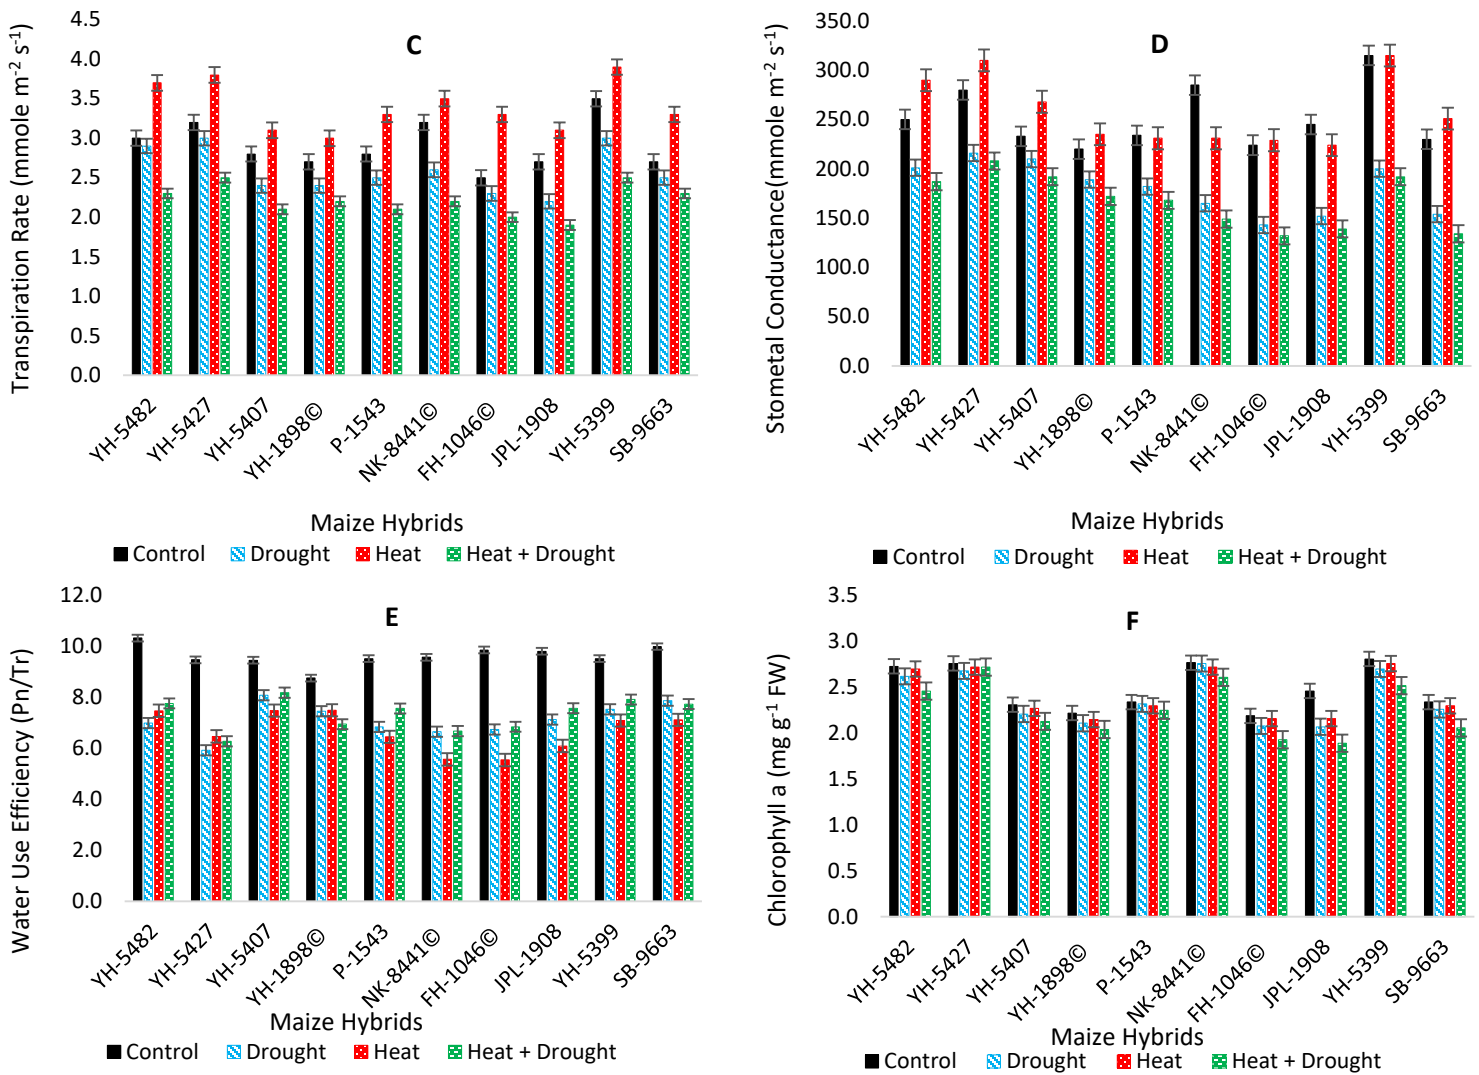 C
Transpiration Rate (mmole m-2 s-1)
4.5
4.0
3.5
3.0
2.5
2.0
1.5
1.0
0.5
0.0
YH-5482
YH-5427
YH-5407
YH-1898©
P-1543
NK-8441©
FH-1046©
JPL-1908
YH-5399
SB-9663
Maize Hybrids
Control Drought Heat Heat + Drought
D
Stometal Conductance(mmole m-2 s-1)
350.0
300.0
250.0
200.0
150.0
100.0
50.0
0.0
YH-5482
YH-5427
YH-5407
YH-1898©
P-1543
NK-8441©
FH-1046©
JPL-1908
YH-5399
SB-9663
Maize Hybrids
Control Drought Heat Heat + Drought
E
Water Use Efficiency (Pn/Tr)
12.0
10.0
8.0
6.0
4.0
2.0
0.0
YH-5482
YH-5427
YH-5407
YH-1898©
P-1543
NK-8441©
FH-1046©
JPL-1908
YH-5399
SB-9663
Maize Hybrids
Control Drought Heat Heat + Drought
F
Chlorophyll a (mg g-1 FW)
3.5
3.0
2.5
2.0
1.5
1.0
0.5
0.0
YH-5482
YH-5427
YH-5407
YH-1898©
P-1543
NK-8441©
FH-1046©
JPL-1908
YH-5399
SB-9663
Maize Hybrids
Control Drought Heat Heat + Drought